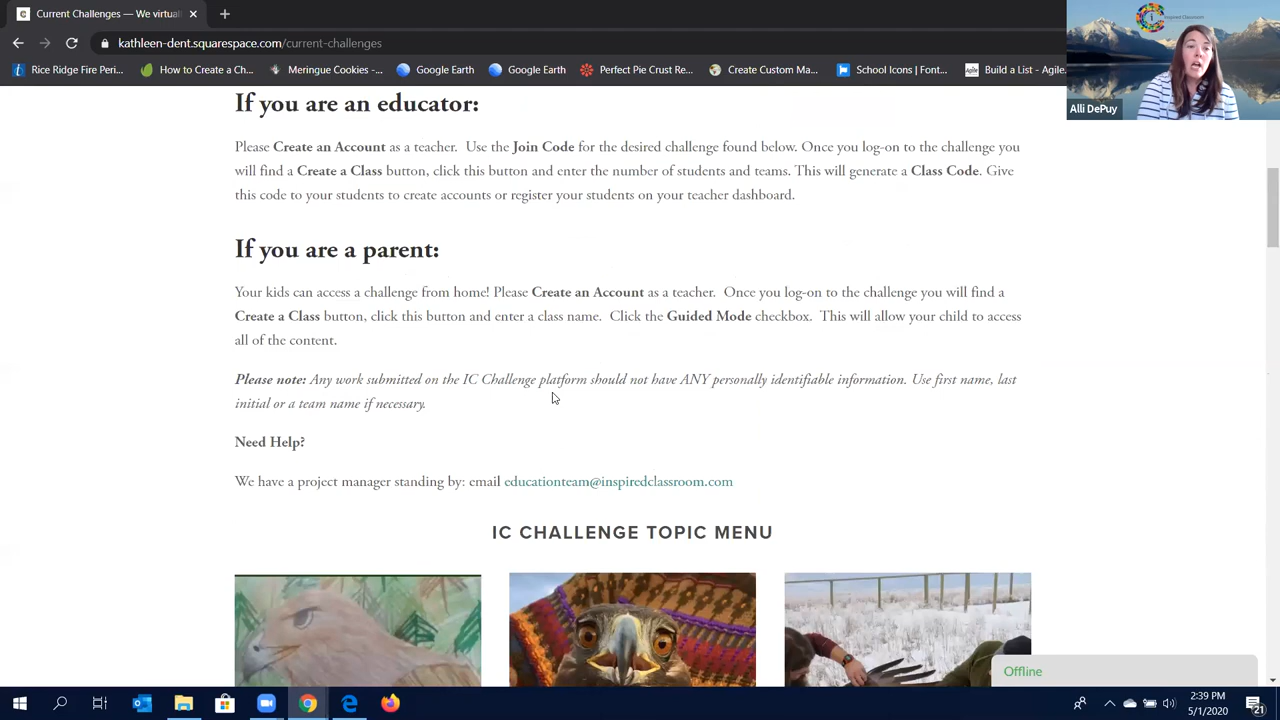 Current Challenges — We virtua
kathleen-dent.squarespace.com/current-challenges
Rice Ridge Fire Peri...
How to Create a Ch...
Meringue Cookies
Google Earth
Perfect Pie Crust Re...
Create Custom Ma...
School Icons | Font...
Build a List - Agile
Inspired Classroom
Alli DePuy
If you are an educator:
Please Create an Account as a teacher. Use the Join Code for the desired challenge found below. Once you log-on to the challenge you
will find a Create a Class button, click this button and enter the number of students and teams. This will generate a Class Code. Give
this code to your students to create accounts or register your students on your teacher dashboard.
If you are a parent:
Your kids can access a challenge from home! Please Create an Account as a teacher. Once you log-on to the challenge you will find a
Create a Class button, click this button and enter a class name. Click the Guided Mode checkbox. This will allow your child to access
all of the content.
Please note: Any work submitted on the IC Challenge platform should not have ANY personally identifiable information. Use first name, last
initial or a team name if necessary.
Need Help?
We have a project manager standing by: email educationteam@inspiredclassroom.com
IC CHALLENGE TOPIC MENU
Offline
2:39 PM
5/1/2020
21